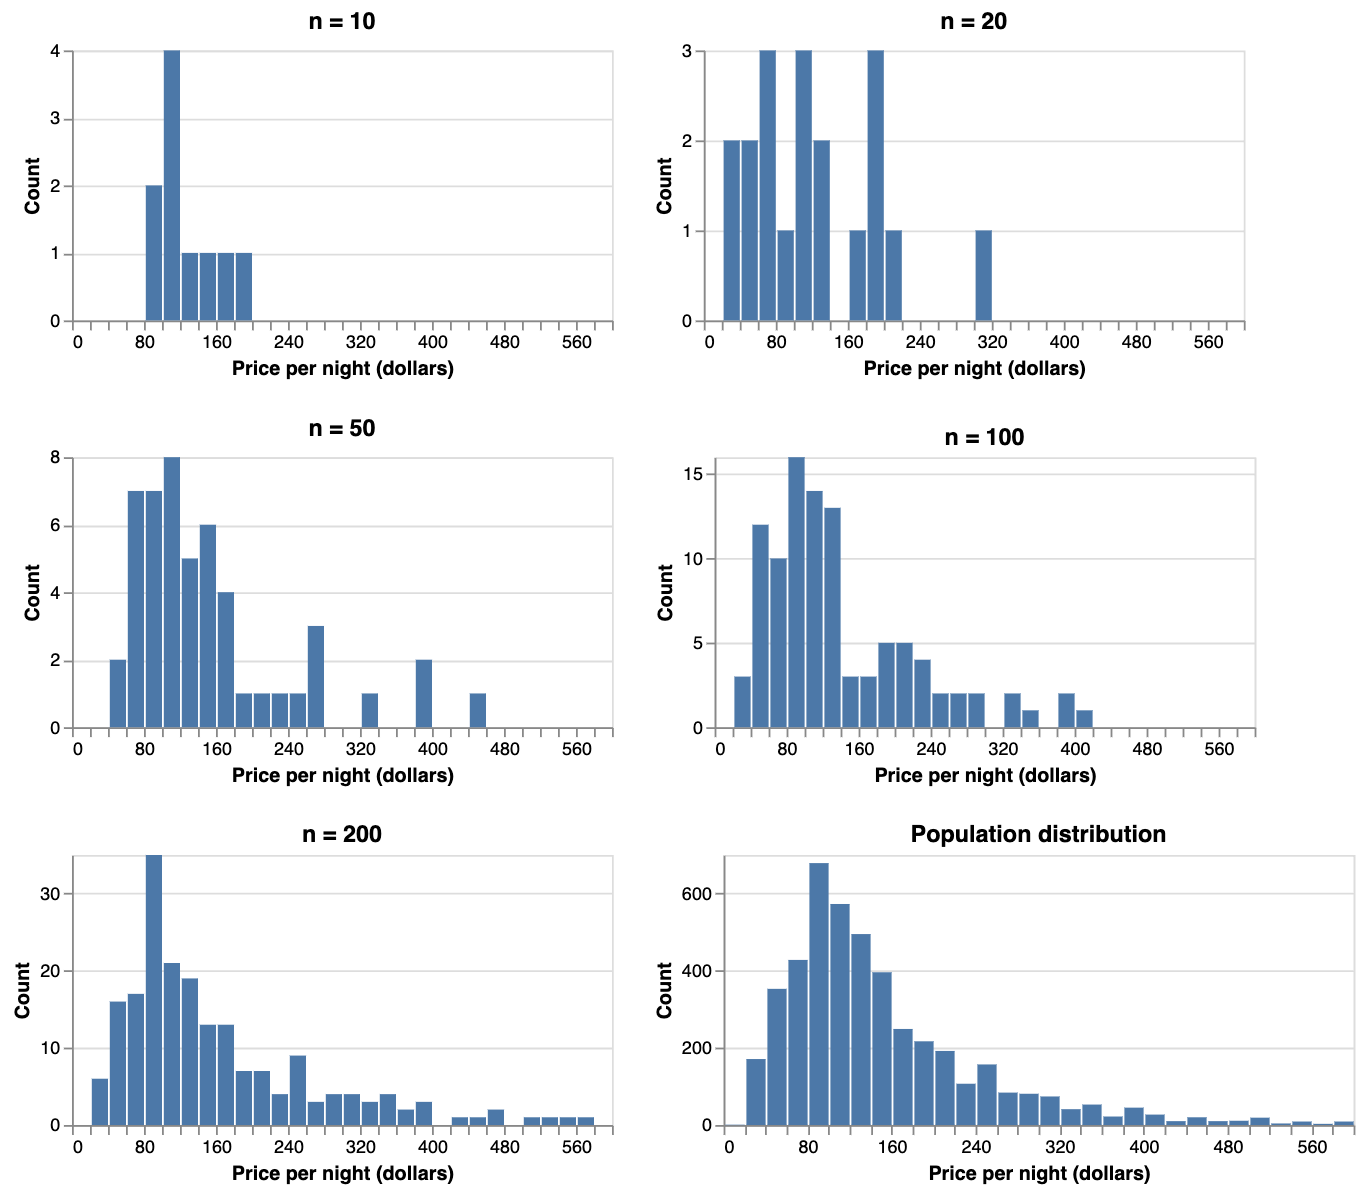 n = 10
4
3
2
1
0
Count
0 80 160 240 320 400 480 560
Price per night (dollars)
n = 20
3
2
1
0
Count
0 80 160 240 320 400 480 560
Price per night (dollars)
n = 50
8
6
4
2
0
Count
0 80 160 240 320 400 480 560
Price per night (dollars)
n = 100
15
10
5
0
Count
0 80 160 240 320 400 480 560
Price per night (dollars)
n = 200
30
20
10
0
Count
0 80 160 240 320 400 480 560
Price per night (dollars)
Population distribution
600
400
200
0
Count
0 80 160 240 320 400 480 560
Price per night (dollars)